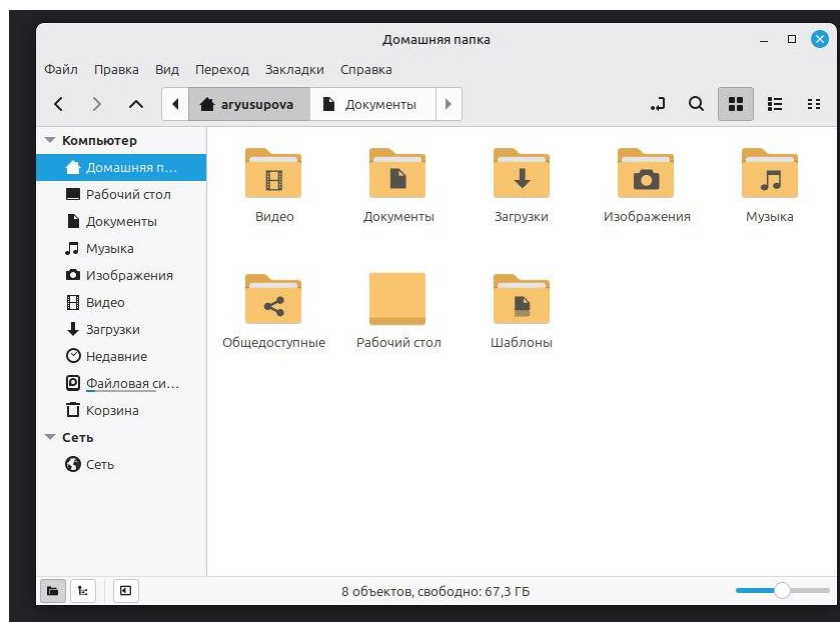 Домашняя папка
Файл Правка Вид Переход Закладки Справка
aryusupova Документы
Компьютер
Домашняя п...
Рабочий стол
Документы
Музыка
Изображения
Видео
Загрузки
Недавние
Файловая си...
Корзина
Сеть
Сеть
Видео Документы Загрузки Изображения Музыка
Общедоступные Рабочий стол Шаблоны
8 объектов, свободно: 67,3 ГБ